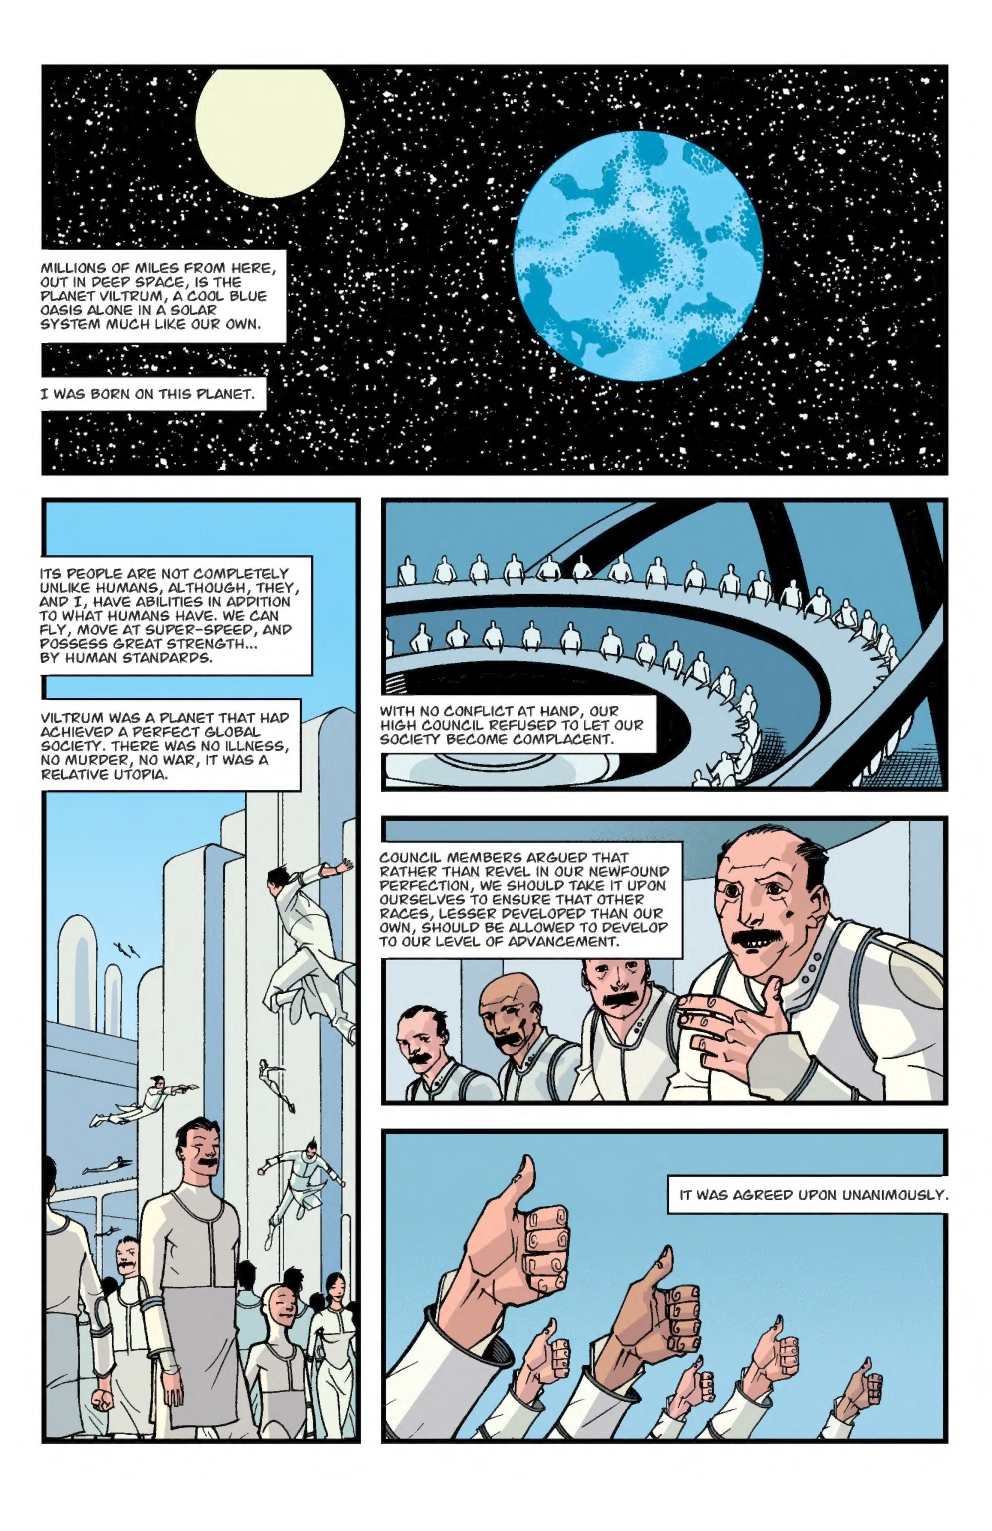 MILLIONS OF MILES FROM HERE,
OUT IN DEEP SPACE, IS THE
PLANET VILTRUM, A COOL BLUE
OASIS ALONE IN A SOLAR
SYSTEM MUCH LIKE OUR OWN.
I WAS BORN ON THIS PLANET.
ITS PEOPLE ARE NOT COMPLETELY
UNLIKE HUMANS, ALTHOUGH, THEY,
AND I, HAVE ABILITIES IN ADDITION
TO WHAT HUMANS HAVE. WE CAN
FLY, MOVE AT SUPER-SPEED, AND
POSSESS GREAT STRENGTH...
BY HUMAN STANDARDS.
VILTRUM WAS A PLANET THAT HAD
ACHIEVED A PERFECT GLOBAL
SOCIETY. THERE WAS NO ILLNESS,
NO MURDER, NO WAR, IT WAS A
RELATIVE UTOPIA.
WITH NO CONFLICT AT HAND, OUR
HIGH COUNCIL REFUSED TO LET OUR
SOCIETY BECOME COMPLACENT.
COUNCIL MEMBERS ARGUED THAT
RATHER THAN REVEL IN OUR NEWFOUND
PERFECTION, WE SHOULD TAKE IT UPON
OURSELVES TO ENSURE THAT OTHER
RACES, LESSER DEVELOPED THAN OUR
OWN, SHOULD BE ALLOWED TO DEVELOP
TO OUR LEVEL OF ADVANCEMENT.
IT WAS AGREED UPON UNANIMOUSLY.